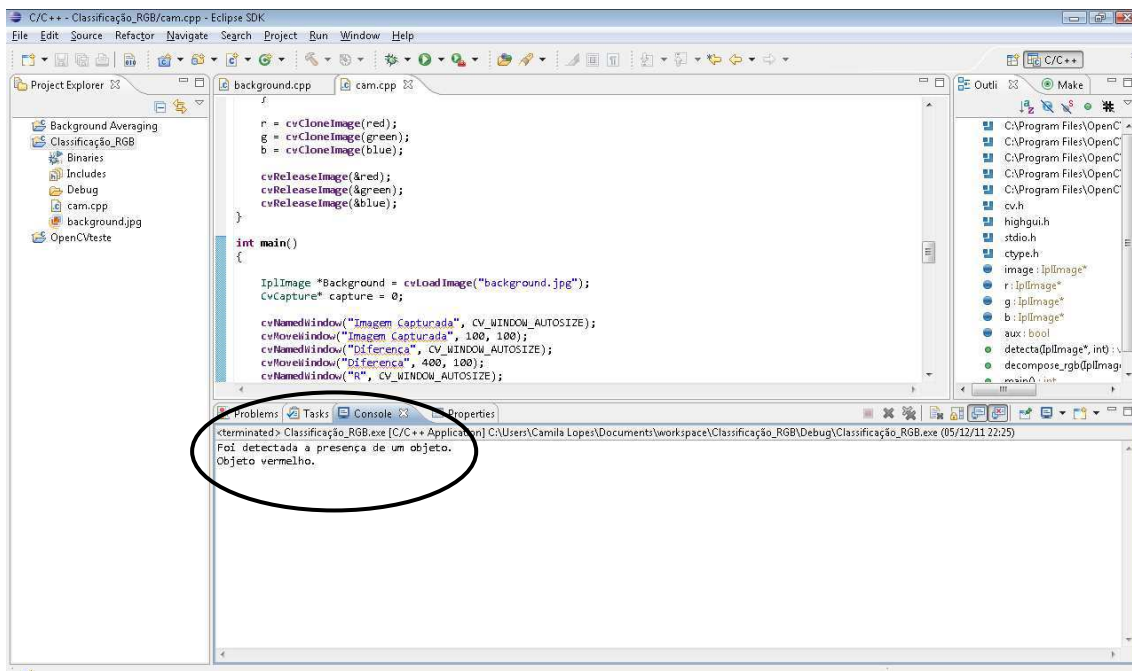 C/C++ - Classificação_RGB/cam.cpp - Eclipse SDK
File Edit Source Refactor Navigate Search Project Run Window Help
C/C++
Project Explorer
Background Averaging
Classificação_RGB
Binaries
Includes
Debug
cam.cpp
background.jpg
OpenCVteste
background.cpp cam.cpp
}
r = cvCloneImage(red);
g = cvCloneImage(green);
b = cvCloneImage(blue);
cvReleaseImage(&red);
cvReleaseImage(&green);
cvReleaseImage(&blue);
}
int main()
{
IplImage *Background = cvLoadImage("background.jpg");
CvCapture* capture = 0;
cvNamedWindow("Imagem Capturada", CV_WINDOW_AUTOSIZE);
cvMoveWindow("Imagem Capturada", 100, 100);
cvNamedWindow("Diferença", CV_WINDOW_AUTOSIZE);
cvMoveWindow("Diferença", 400, 100);
cvNamedWindow("R", CV_WINDOW_AUTOSIZE);
Outli Make
C:\Program Files\OpenC
C:\Program Files\OpenC
C:\Program Files\OpenC
C:\Program Files\OpenC
C:\Program Files\OpenC
cv.h
highgui.h
stdio.h
ctype.h
image : IplImage*
r : IplImage*
g : IplImage*
b : IplImage*
aux : bool
detecta(IplImage*, int) :
decompose_rgb(IplImag
main() : int
Problems Tasks Console Properties
<terminated> Classificação_RGB.exe [C/C++ Application] C:\Users\Camila Lopes\Documents\workspace\Classificação_RGB\Debug\Classificação_RGB.exe (05/12/11 22:25)
Foi detectada a presença de um objeto.
Objeto vermelho.